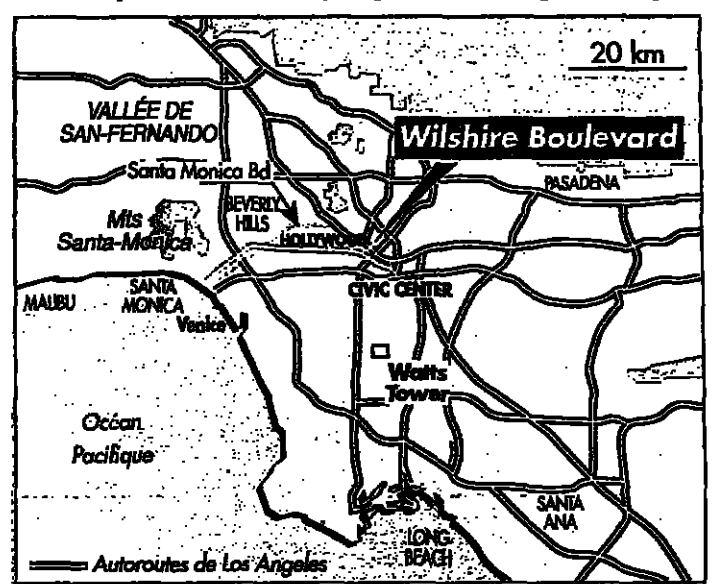 20 km
VALLÉE DE
SAN-FERNANDO
Wilshire Boulevard
Santa Monica Bd
PASADENA
BEVERLY
HILLS
Mts
Santa-Monica
HOLLYWOOD
MALIBU
SANTA
MONICA
CIVIC CENTER
Venice
Watts
Tower
Océan
Pacifique
SANTA
ANA
LONG
BEACH
Autoroutes de Los Angeles